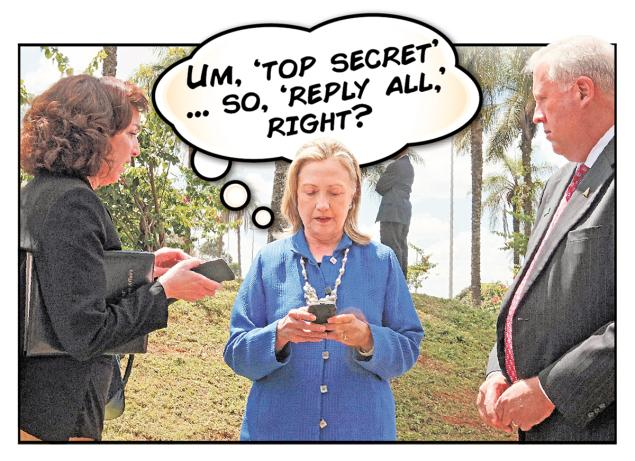 UM, ‘TOP SECRET’
... SO, ‘REPLY ALL,’
RIGHT?